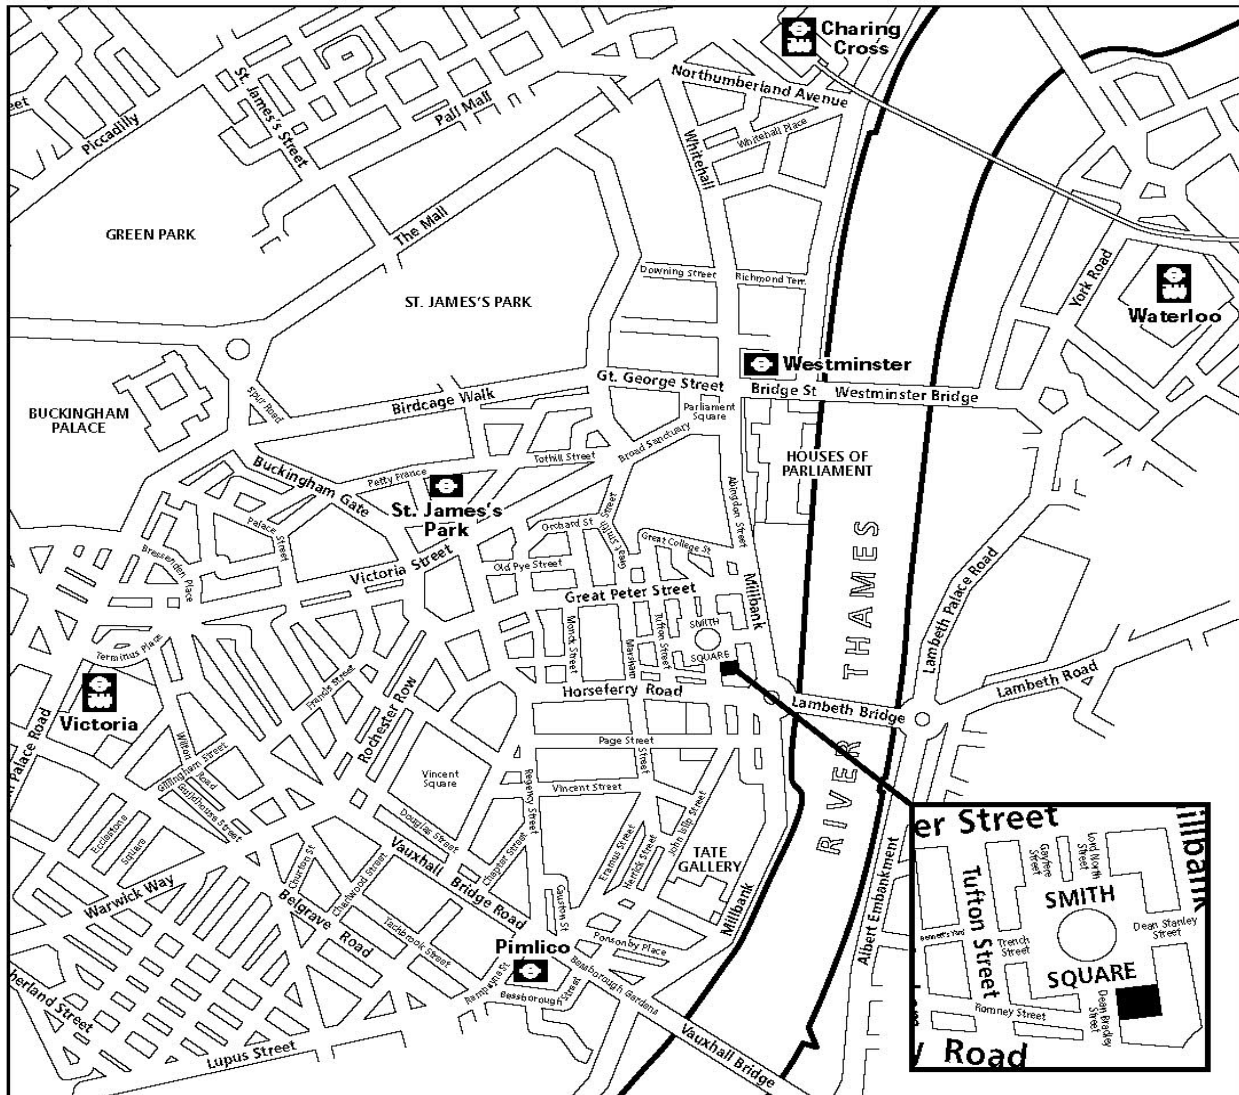 Charing
Cross
Northumberland Avenue
St. James's Street
Pall Mall
Piccadilly
Whitehall
Whitehall Place
GREEN PARK
The Mall
York Road
Downing Street
Richmond Terr.
ST. JAMES'S PARK
Waterloo
Westminster
Gt. George Street
Bridge St
Westminster Bridge
Birdcage Walk
Spur Road
Parliament
Square
BUCKINGHAM
PALACE
Broad Sanctuary
Tothill Street
HOUSES OF
PARLIAMENT
Buckingham Gate
Petty France
Abingdon Street
St. James's
Park
Palace Street
Orchard St
Great Smith Street
Great College St
Victoria Street
Old Pye Street
Bressenden Place
Great Peter Street
Millbank
RIVER THAMES
Lambeth Palace Road
Monck Street
Marsham
Street
Tufton Street
SMITH
SQUARE
Terminus Place
Francis Street
Rochester Row
Horseferry Road
Lambeth Bridge
Lambeth Road
Victoria
Palace Road
Wilton
Road
Page Street
Gillingham Street
Guildhouse Street
Vincent
Square
Regency Street
Vincent Street
Eccleston
Square
Douglas Street
Vauxhall Bridge Road
Chapter Street
Erasmus Street
Herrick Street
John Islip Street
TATE
GALLERY
Millbank
Albert Embankment
Churton St
Charlwood Street
Warwick Way
Belgrave Road
Tachbrook Street
Causton St
Pimlico
Ponsonby Place
Rampayne St
Bessborough Street
Bessborough Gardens
herland Street
Lupus Street
Vauxhall Bridge
er Street
illbank
Gayfere
Street
Lord North
Street
Tufton Street
SMITH
SQUARE
Dean Stanley
Street
Trench
Street
Romney Street
Dean Bradley
Street
y Road